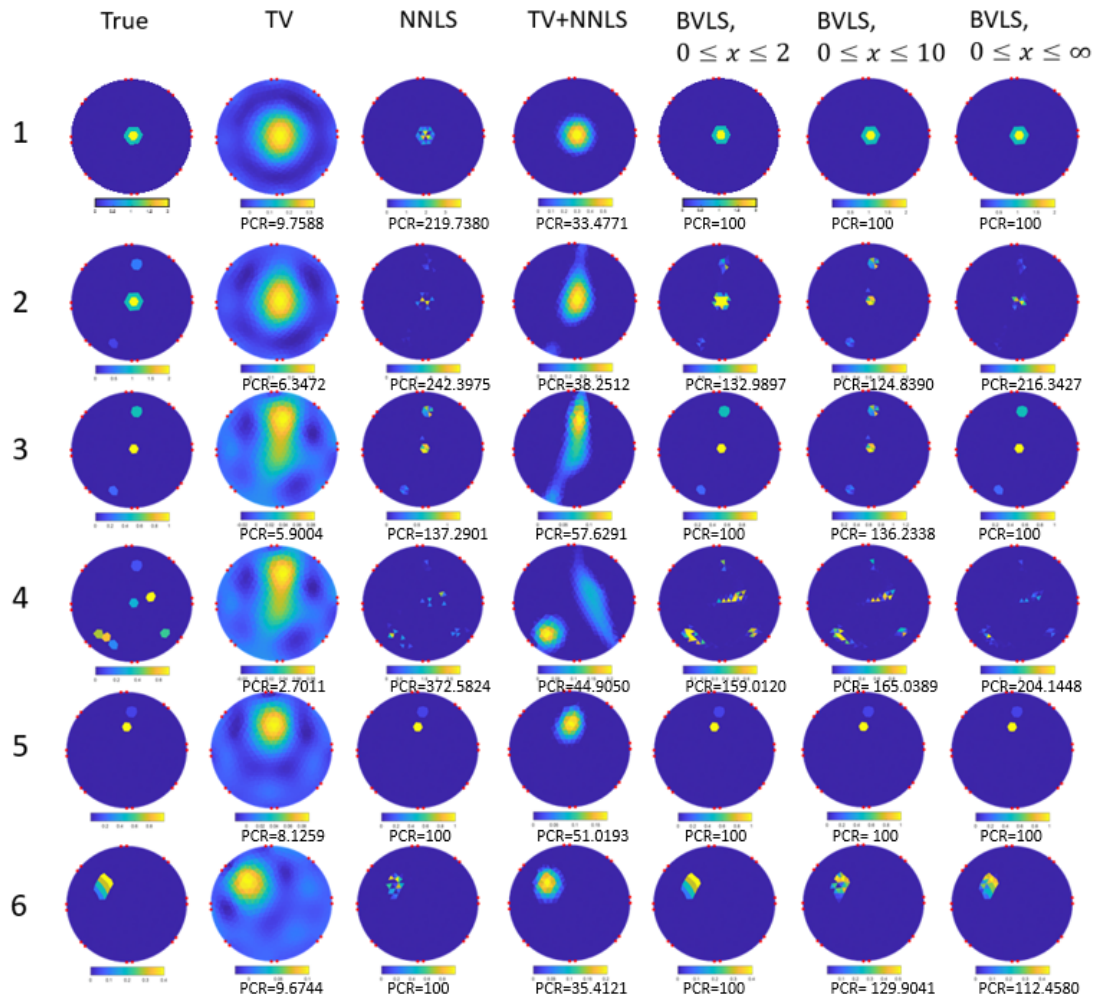 True TV NNLS TV+NNLS BVLS, BVLS, BVLS,
0 ≤ x ≤ 2 0 ≤ x ≤ 10 0 ≤ x ≤ ∞
1
PCR=9.7588 PCR=219.7380 PCR=33.4771 PCR=100 PCR=100 PCR=100
2
PCR=6.3472 PCR=242.3975 PCR=38.2512 PCR=132.9897 PCR=124.8390 PCR=216.3427
3
PCR=5.9004 PCR=137.2901 PCR=57.6291 PCR=100 PCR= 136.2338 PCR=100
4
PCR=2.7011 PCR=372.5824 PCR=44.9050 PCR=159.0120 PCR= 165.0389 PCR=204.1448
5
PCR=8.1259 PCR=100 PCR=51.0193 PCR=100 PCR= 100 PCR=100
6
PCR=9.6744 PCR=100 PCR=35.4121 PCR=100 PCR=129.9041 PCR=112.4580